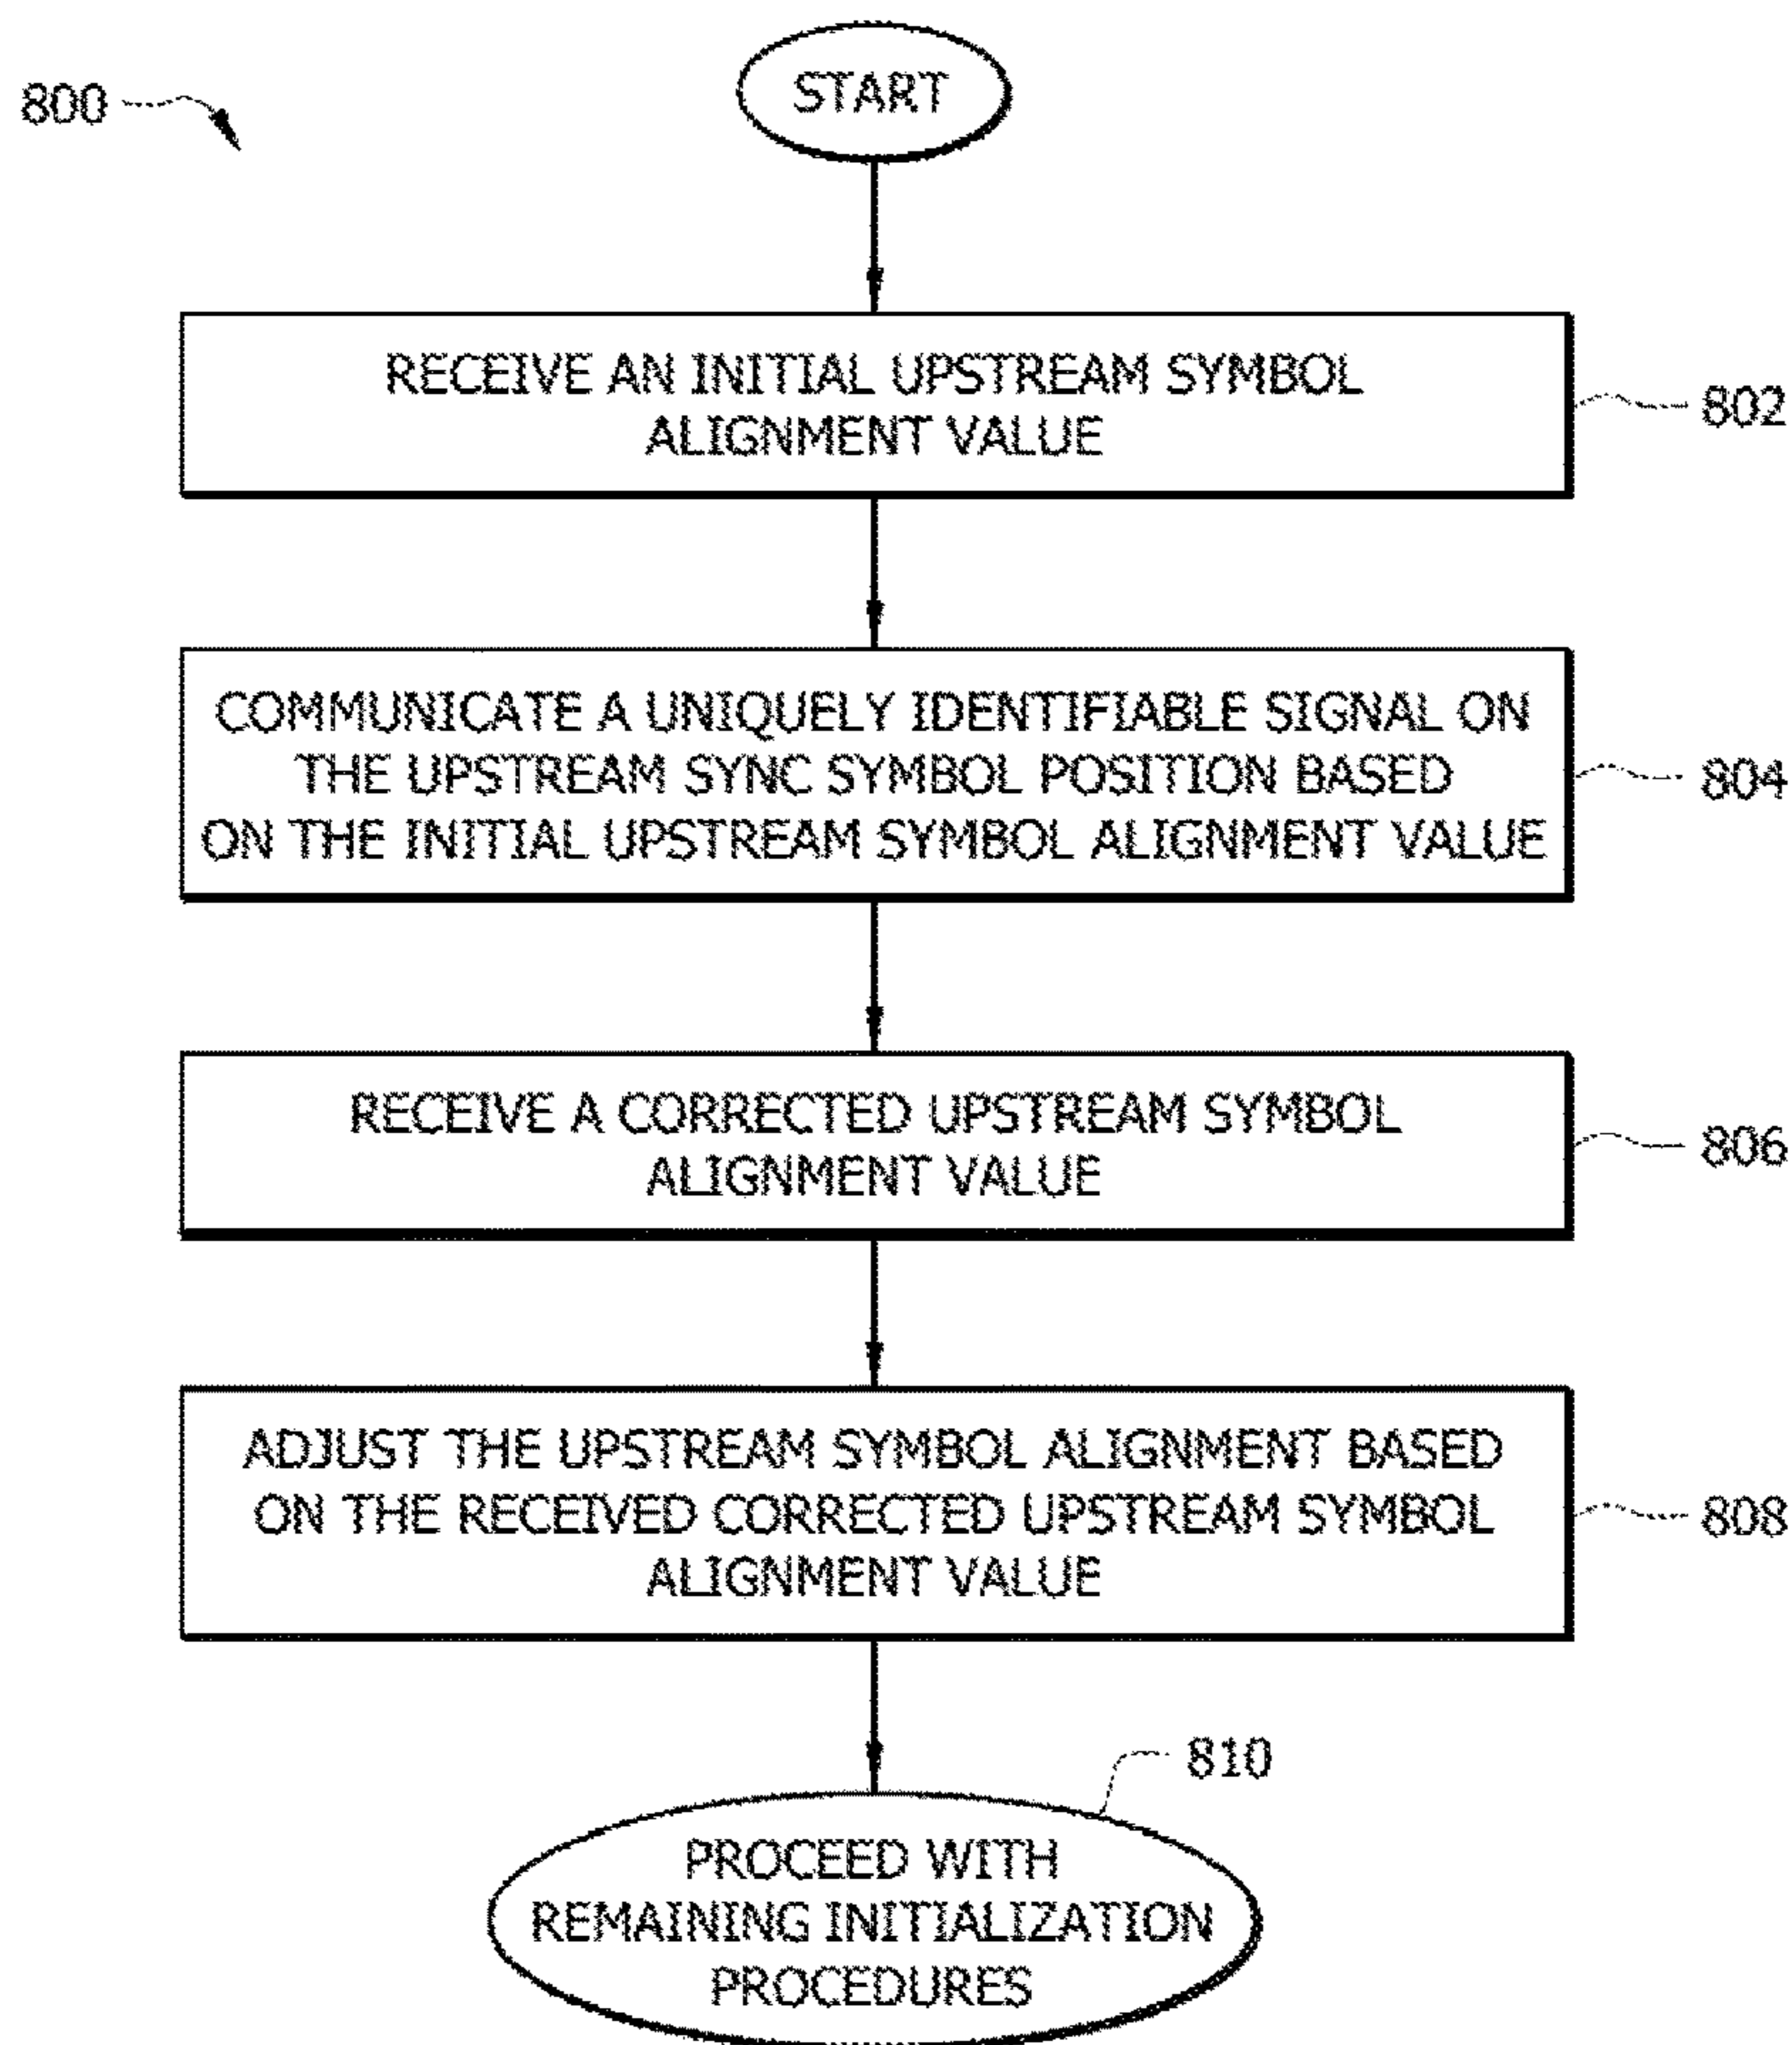 800
START
RECEIVE AN INITIAL UPSTREAM SYMBOL
ALIGNMENT VALUE
802
COMMUNICATE A UNIQUELY IDENTIFIABLE SIGNAL ON
THE UPSTREAM SYNC SYMBOL POSITION BASED
ON THE INITIAL UPSTREAM SYMBOL ALIGNMENT VALUE
804
RECEIVE A CORRECTED UPSTREAM SYMBOL
ALIGNMENT VALUE
806
ADJUST THE UPSTREAM SYMBOL ALIGNMENT BASED
ON THE RECEIVED CORRECTED UPSTREAM SYMBOL
ALIGNMENT VALUE
808
810
PROCEED WITH
REMAINING INITIALIZATION
PROCEDURES